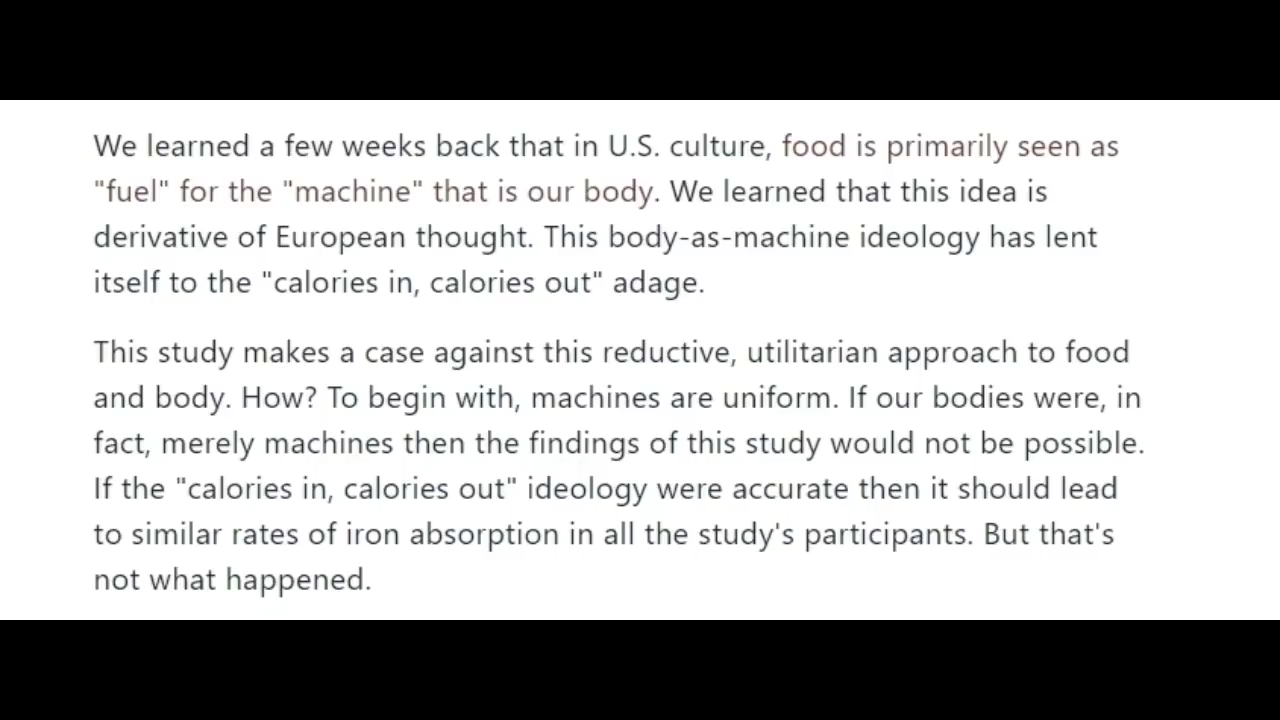 We learned a few weeks back that in U.S. culture, food is primarily seen as
"fuel" for the "machine" that is our body. We learned that this idea is
derivative of European thought. This body-as-machine ideology has lent
itself to the "calories in, calories out" adage.
This study makes a case against this reductive, utilitarian approach to food
and body. How? To begin with, machines are uniform. If our bodies were, in
fact, merely machines then the findings of this study would not be possible.
If the "calories in, calories out" ideology were accurate then it should lead
to similar rates of iron absorption in all the study's participants. But that's
not what happened.